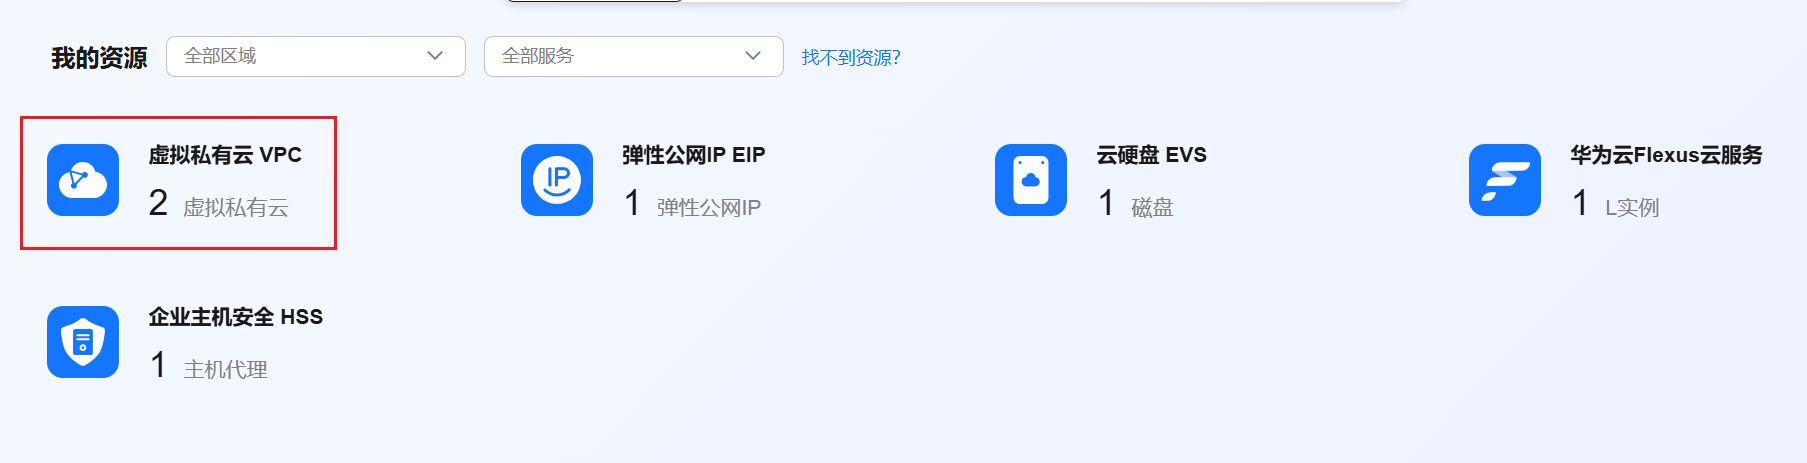 我的资源 全部区域 全部服务 找不到资源?
虚拟私有云 VPC
2 虚拟私有云
弹性公网IP EIP
1 弹性公网IP
云硬盘 EVS
1 磁盘
华为云Flexus云服务
1 L实例
企业主机安全 HSS
1 主机代理
IP